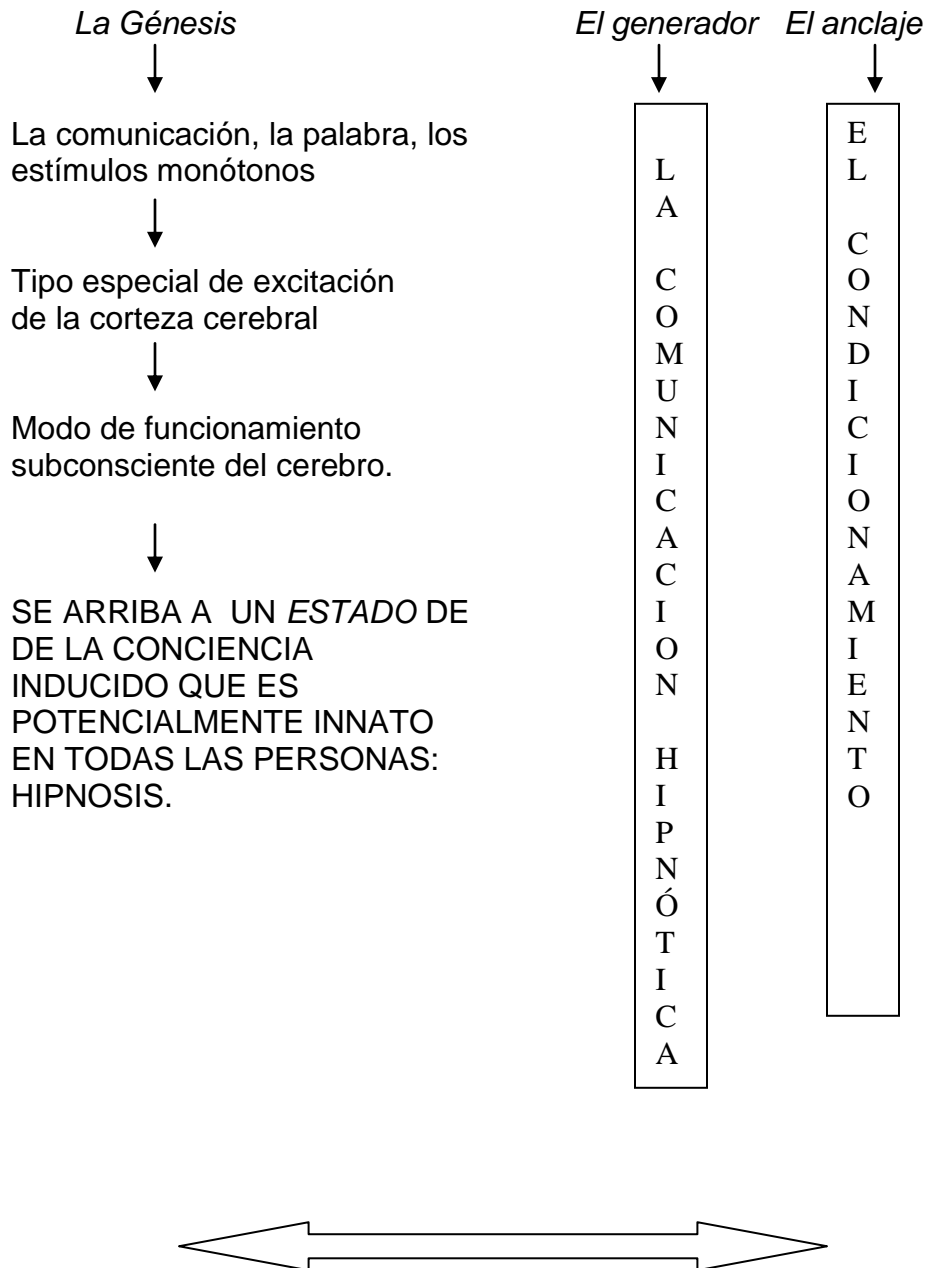 La Génesis
El generador
El anclaje
La comunicación, la palabra, los
estímulos monótonos
Tipo especial de excitación
de la corteza cerebral
Modo de funcionamiento
subconsciente del cerebro.
SE ARRIBA A UN ESTADO DE
DE LA CONCIENCIA
INDUCIDO QUE ES
POTENCIALMENTE INNATO
EN TODAS LAS PERSONAS:
HIPNOSIS.
LA COMUNICACION HIPNÓTICA
EL CONDICIONAMIENTO